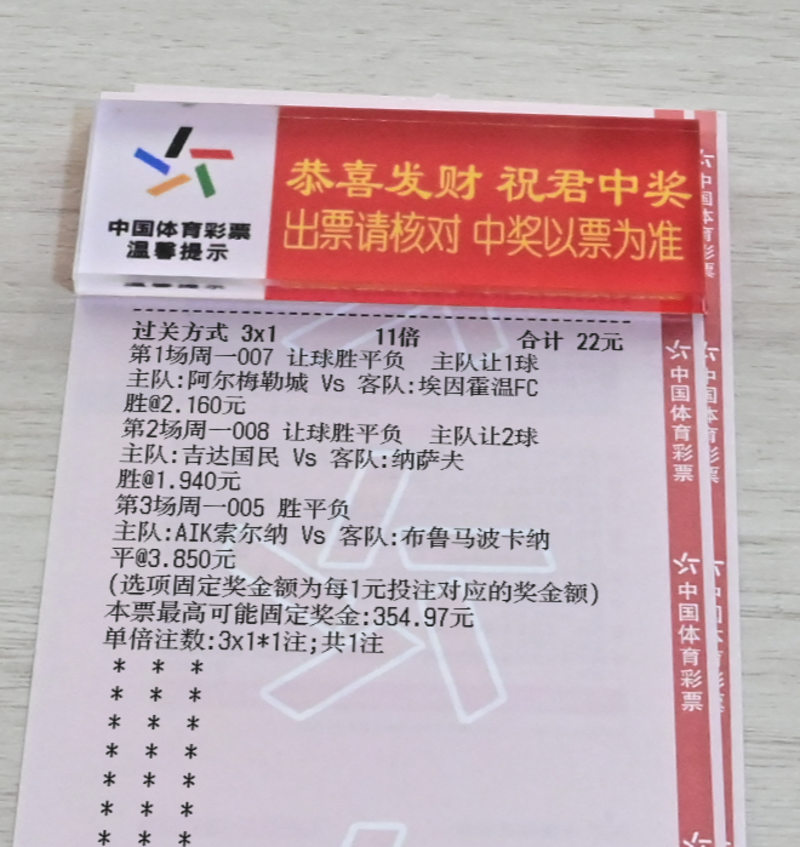 恭喜发财 祝君中奖
出票请核对 中奖以票为准
中国体育彩票
温馨提示
过关方式 3x1 11倍 合计 22元
第1场周一007 让球胜平负 主队让1球
主队:阿尔梅勒城 Vs 客队:埃因霍温FC
胜@2.160元
第2场周一008 让球胜平负 主队让2球
主队:吉达国民 Vs 客队:纳萨夫
胜@1.940元
第3场周一005 胜平负
主队:AIK索尔纳 Vs 客队:布鲁马波卡纳
平@3.850元
(选项固定奖金额为每1元投注对应的奖金额)
本票最高可能固定奖金:354.97元
单倍注数:3x1*1注;共1注
* * *
* * *
* * *
* * *
* * *
* * *
* * *
中国体育彩票
中国体育彩票
中国体育彩票